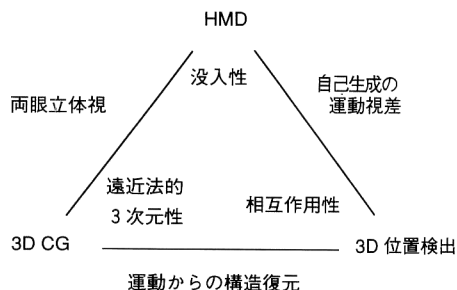 HMD
没入性
両眼立体視
自己生成の
運動視差
遠近法的
3次元性
相互作用性
3D CG
3D 位置検出
運動からの構造復元